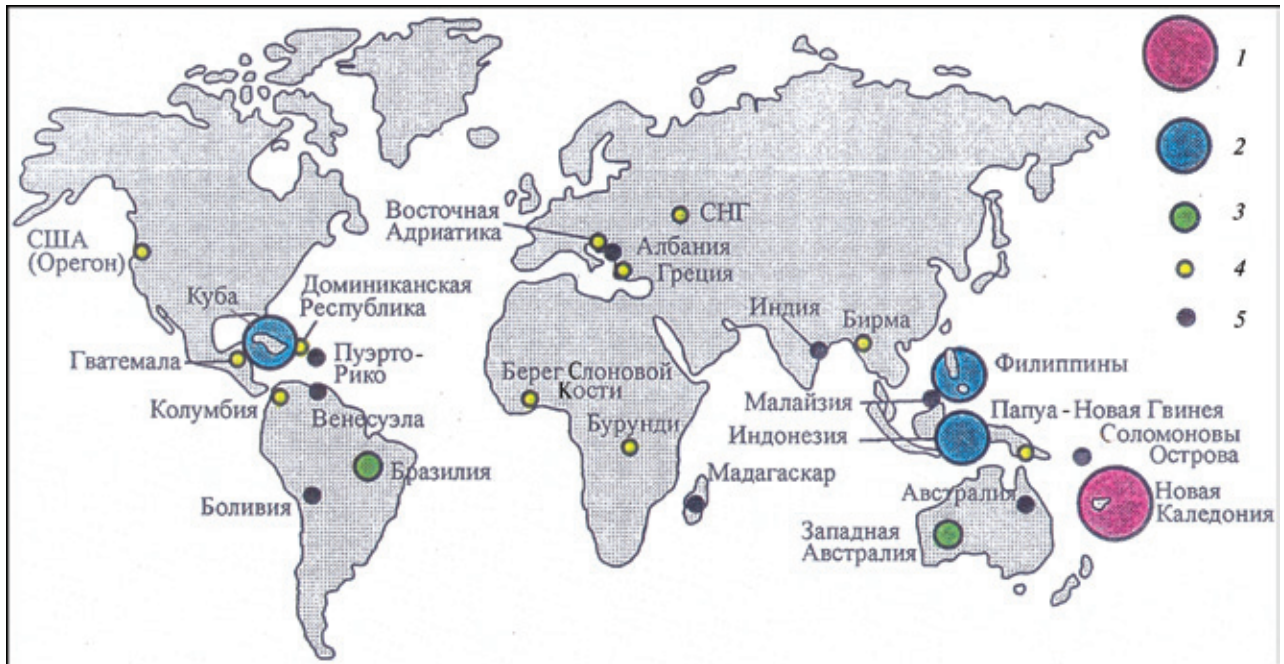 1
2
3
4
5
США
(Орегон)
Восточная
Адриатика
СНГ
Албания
Греция
Куба
Доминиканская
Республика
Гватемала
Пуэрто-
Рико
Колумбия
Венесуэла
Бразилия
Боливия
Берег Слоновой
Кости
Бурунди
Мадагаскар
Индия
Бирма
Филиппины
Малайзия
Индонезия
Папуа - Новая Гвинея
Соломоновы
Острова
Австралия
Западная
Австралия
Новая
Каледония